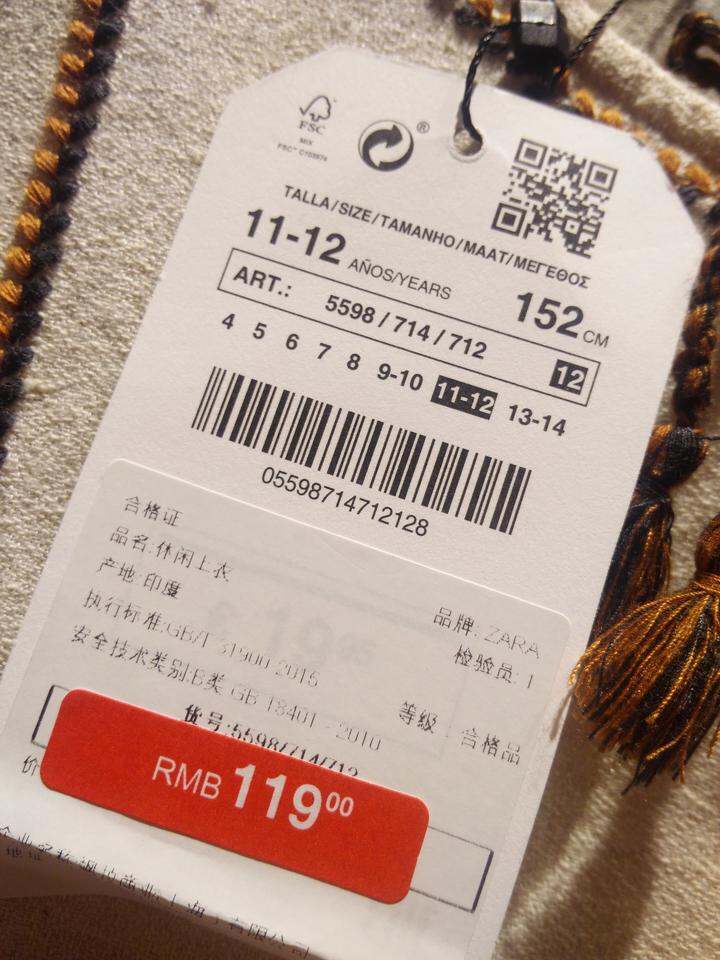 FSC
MIX
®
TALLA/SIZE/TAMANHO/MAAT/ΜΕΓΕΘΟΣ
11-12 AÑOS/YEARS 152 CM
ART.: 5598 / 714 / 712 12
4 5 6 7 8 9-10 11-12 13-14
05598714712128
合格证
品名:休闲上衣
产地:印度 品牌: ZARA
执行标准:GB/T 31900-2015 检验员: 1
安全技术类别:B类 GB 18401-2010 等级 合格品
货号:5598/714/712
价
RMB 11900